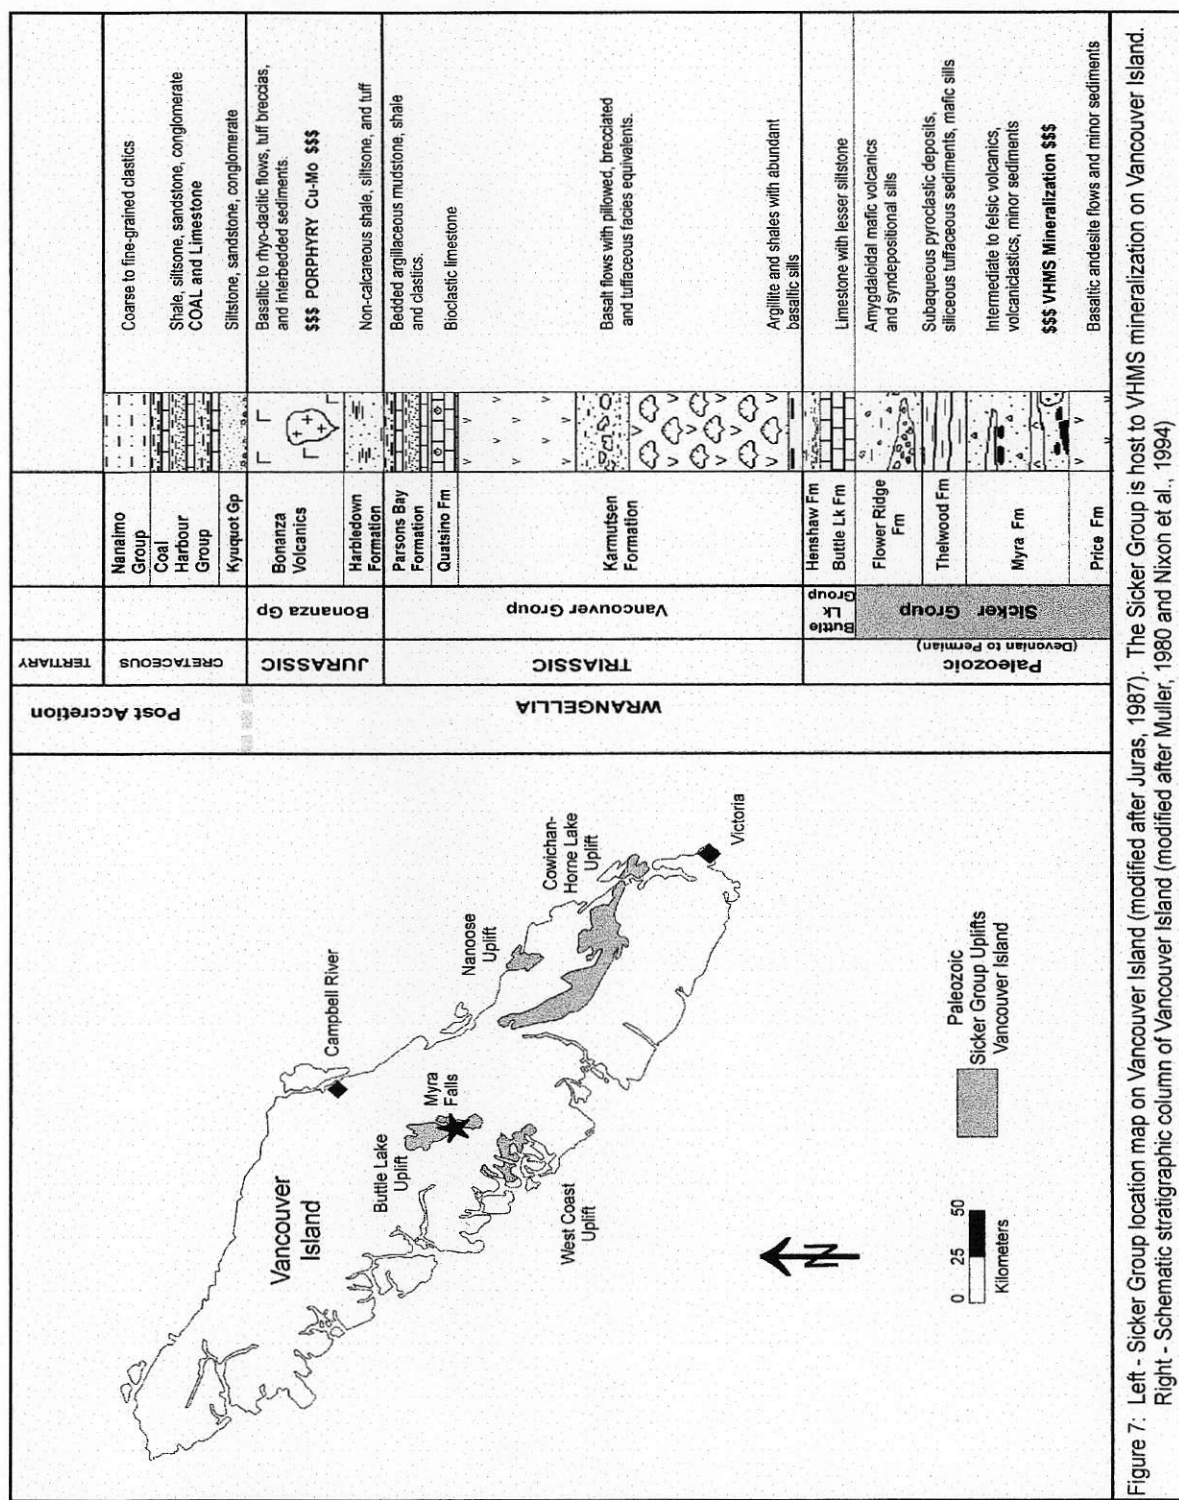 Vancouver
Island
Campbell River
Buttle Lake
Uplift
Myra
Falls
Nanoose
Uplift
Cowichan-
Horne Lake
Uplift
West Coast
Uplift
Victoria
N
0 25 50
Kilometers
Paleozoic
Sicker Group Uplifts
Vancouver Island
Post Accretion
WRANGELLIA
TERTIARY
CRETACEOUS
JURASSIC
TRIASSIC
Paleozoic
(Devonian to Permian)
Bonanza Gp
Vancouver Group
Buttle
Lk
Group
Sicker Group
Nanaimo
Group
Coarse to fine-grained clastics
Coal
Harbour
Group
Shale, siltsone, sandstone, conglomerate
COAL and Limestone
Kyuquot Gp
Siltstone, sandstone, conglomerate
Bonanza
Volcanics
Basaltic to rhyo-dacitic flows, tuff breccias,
and interbedded sediments.
$$$ PORPHYRY Cu-Mo $$$
Harbledown
Formation
Non-calcareous shale, siltsone, and tuff
Parsons Bay
Formation
Bedded argillaceous mudstone, shale
and clastics.
Quatsino Fm
Bioclastic limestone
Karmutsen
Formation
Basalt flows with pillowed, brecciated
and tuffaceous facies equivalents.
Argillite and shales with abundant
basaltic sills
Henshaw Fm
Buttle Lk Fm
Limestone with lesser siltstone
Flower Ridge
Fm
Amygdaloidal mafic volcanics
and syndepositional sills
Thelwood Fm
Subaqueous pyroclastic deposits,
siliceous tuffaceous sediments, mafic sills
Myra Fm
Intermediate to felsic volcanics,
volcaniclastics, minor sediments
$$$ VHMS Mineralization $$$
Price Fm
Basaltic andesite flows and minor sediments
Figure 7: Left - Sicker Group location map on Vancouver Island (modified after Juras, 1987). The Sicker Group is host to VHMS mineralization on Vancouver Island.
Right - Schematic stratigraphic column of Vancouver Island (modified after Muller, 1980 and Nixon et al., 1994)